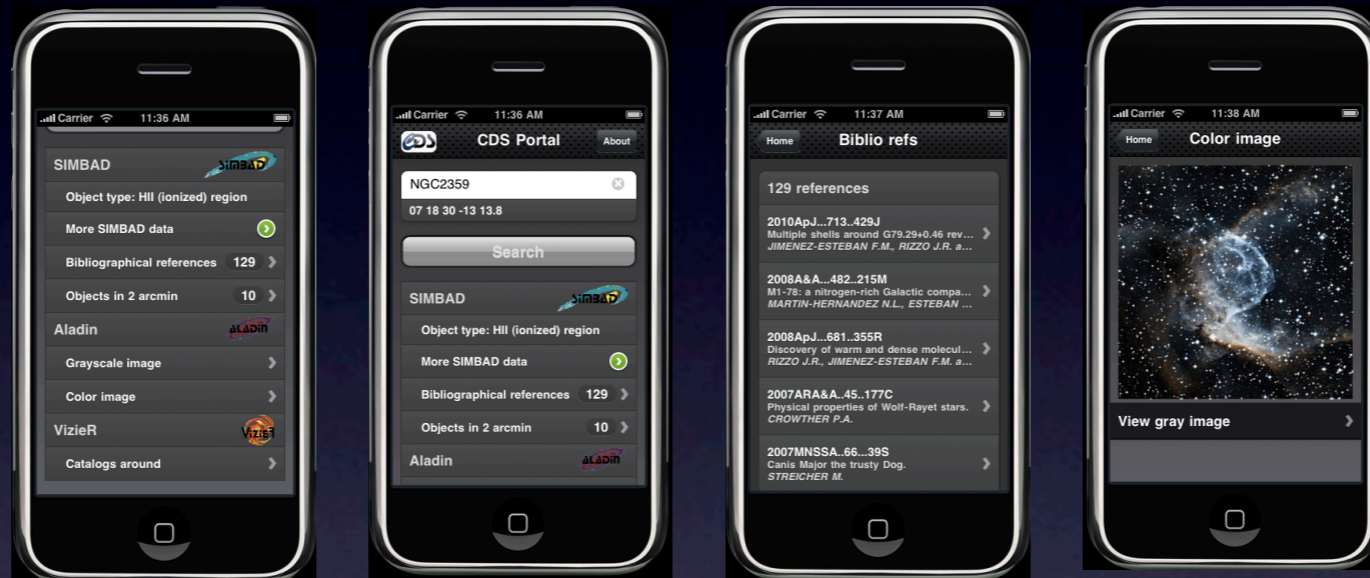 Carrier 11:36 AM
SIMBAD
SIMBAD
Object type: HII (ionized) region
More SIMBAD data
Bibliographical references 129
Objects in 2 arcmin 10
Aladin
ALADIN
Grayscale image
Color image
VizieR
VizieR
Catalogs around
Carrier 11:36 AM
CDS
CDS Portal
About
NGC2359
07 18 30 -13 13.8
Search
SIMBAD
SIMBAD
Object type: HII (ionized) region
More SIMBAD data
Bibliographical references 129
Objects in 2 arcmin 10
Aladin
ALADIN
Carrier 11:37 AM
Home
Biblio refs
129 references
2010ApJ...713..429J
Multiple shells around G79.29+0.46 rev...
JIMENEZ-ESTEBAN F.M., RIZZO J.R. a...
2008A&A...482..215M
M1-78: a nitrogen-rich Galactic compa...
MARTIN-HERNANDEZ N.L., ESTEBAN ...
2008ApJ...681..355R
Discovery of warm and dense molecul...
RIZZO J.R., JIMENEZ-ESTEBAN F.M. a...
2007ARA&A..45..177C
Physical properties of Wolf-Rayet stars.
CROWTHER P.A.
2007MNSSA..66...39S
Canis Major the trusty Dog.
STREICHER M.
Carrier 11:38 AM
Home
Color image
View gray image